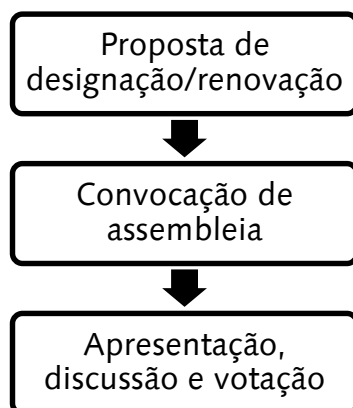 Proposta de
designação/renovação
Convocação de
assembleia
Apresentação,
discussão e votação